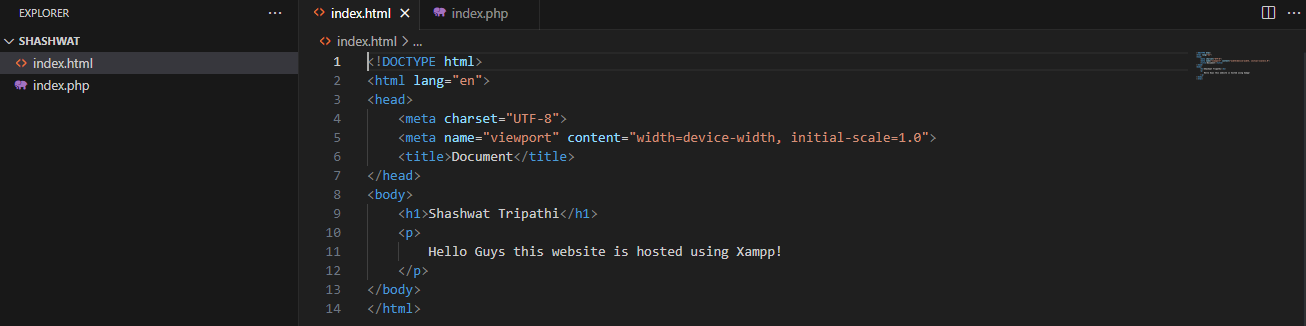 EXPLORER
SHASHWAT
index.html
index.php
index.html
index.php
index.html > ...
1 <!DOCTYPE html>
2 <html lang="en">
3 <head>
4     <meta charset="UTF-8">
5     <meta name="viewport" content="width=device-width, initial-scale=1.0">
6     <title>Document</title>
7 </head>
8 <body>
9     <h1>Shashwat Tripathi</h1>
10     <p>
11         Hello Guys this website is hosted using Xampp!
12     </p>
13 </body>
14 </html>